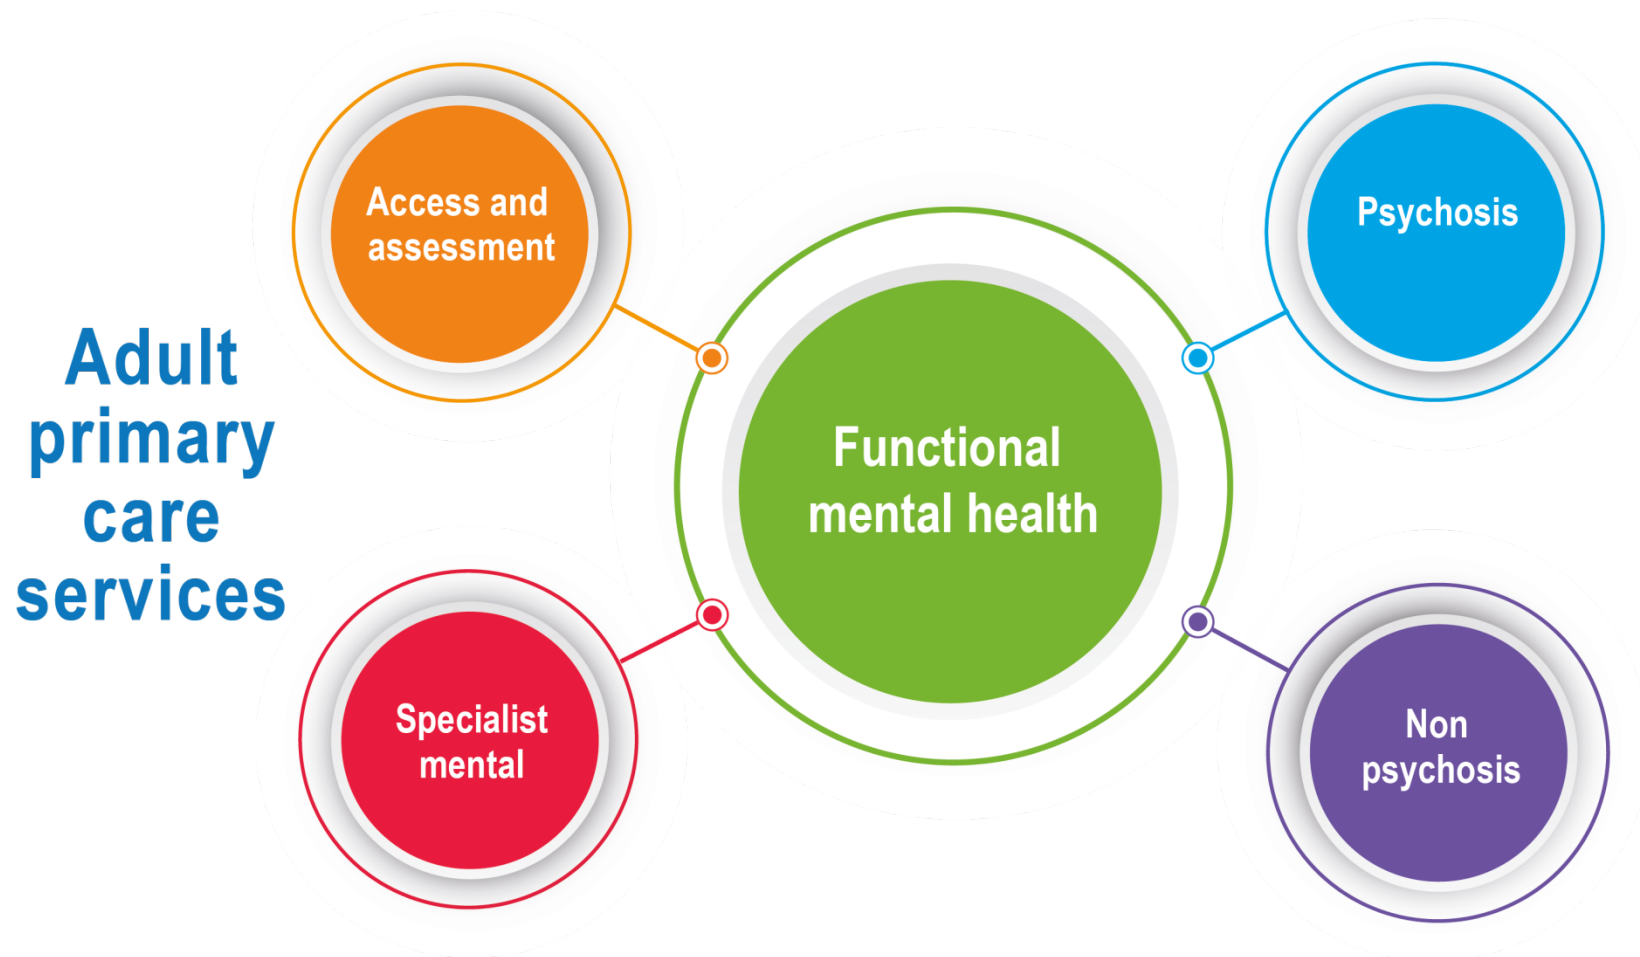 Adult
primary
care
services
Access and
assessment
Functional
mental health
Psychosis
Specialist
mental
Non
psychosis